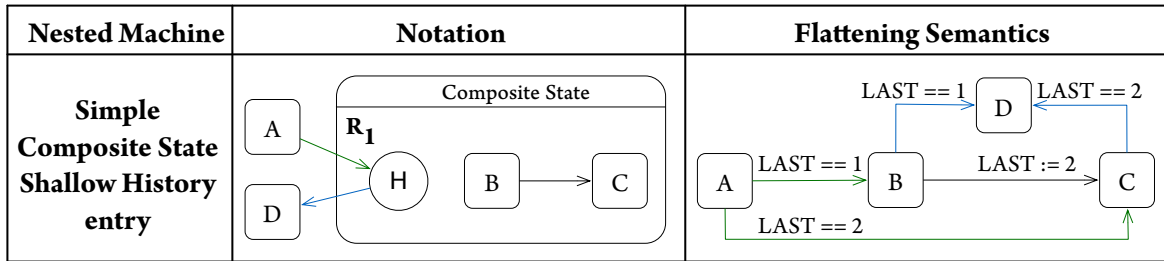 Nested Machine
Notation
Flattening Semantics
Simple
Composite State
Shallow History
entry
Composite State
A
R1
H
B
C
D
LAST == 1
D
LAST == 2
A
LAST == 1
B
LAST := 2
C
LAST == 2